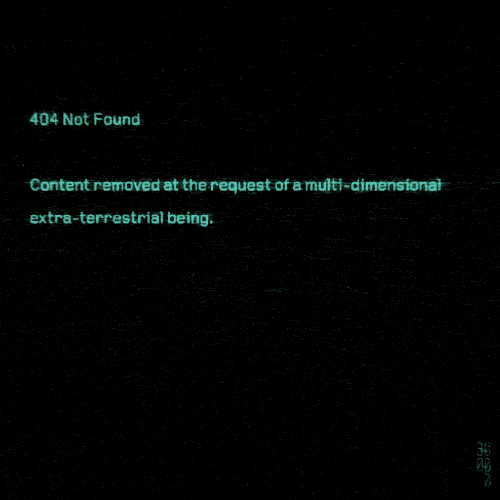 404 Not Found
Content removed at the request of a multi-dimensional
extra-terrestrial being.